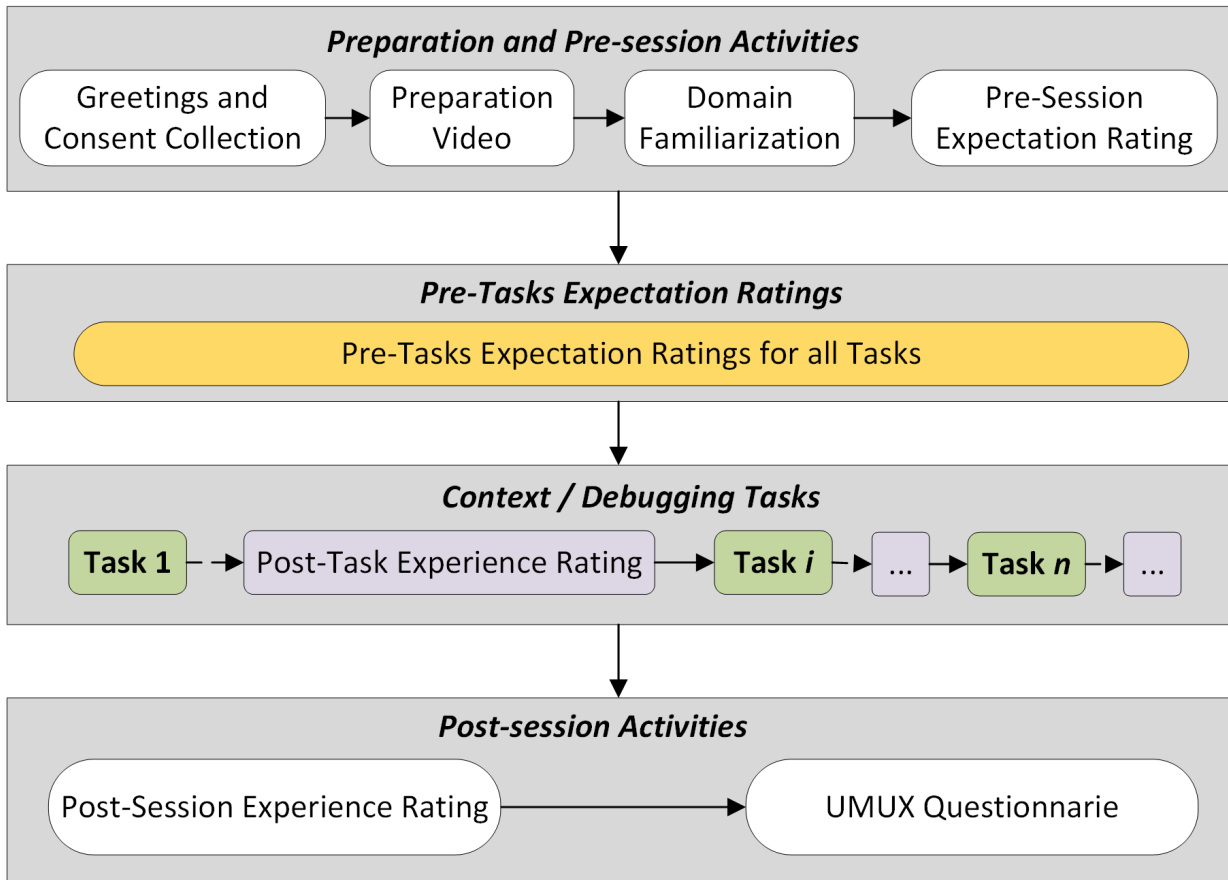 Preparation and Pre-session Activities
Greetings and
Consent Collection
Preparation
Video
Domain
Familiarization
Pre-Session
Expectation Rating
Pre-Tasks Expectation Ratings
Pre-Tasks Expectation Ratings for all Tasks
Context / Debugging Tasks
Task 1
Post-Task Experience Rating
Task i
...
Task n
...
Post-session Activities
Post-Session Experience Rating
UMUX Questionnarie